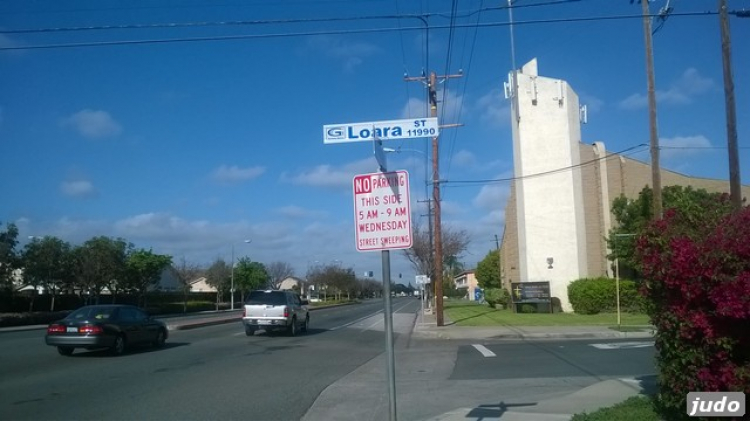 G Loara ST
11990
NO PARKING
THIS SIDE
5 AM - 9 AM
WEDNESDAY
STREET SWEEPING
judo